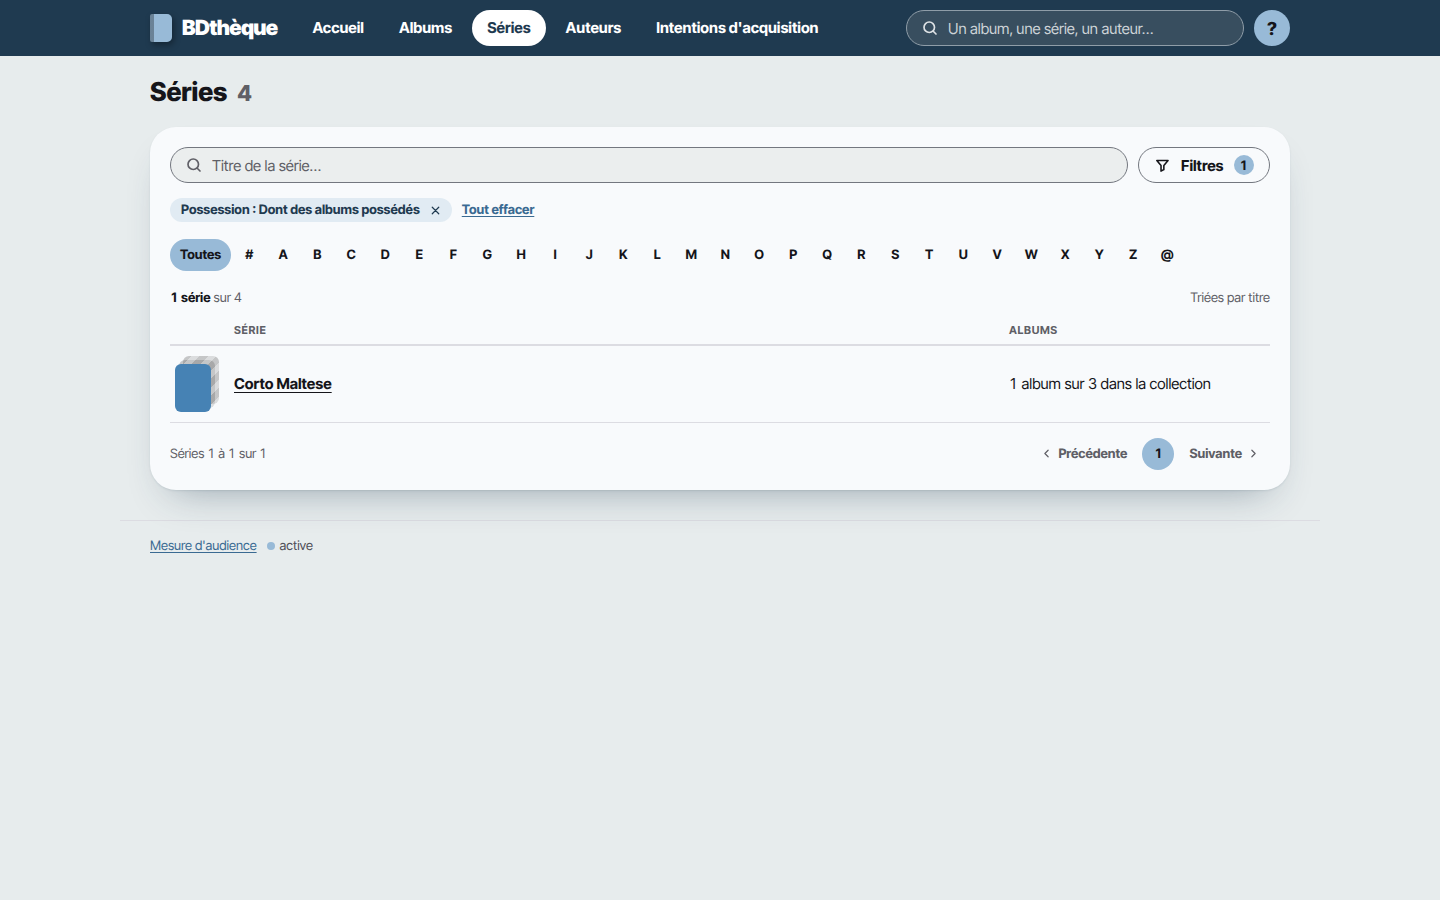 BDthèque Accueil Albums Séries Auteurs Intentions d'acquisition Un album, une série, un auteur... ?
Séries 4
Titre de la série... Filtres 1
Possession : Dont des albums possédés × Tout effacer
Toutes # A B C D E F G H I J K L M N O P Q R S T U V W X Y Z @
1 série sur 4 Triées par titre
SÉRIE ALBUMS
Corto Maltese 1 album sur 3 dans la collection
Séries 1 à 1 sur 1 Précédente 1 Suivante
Mesure d'audience active